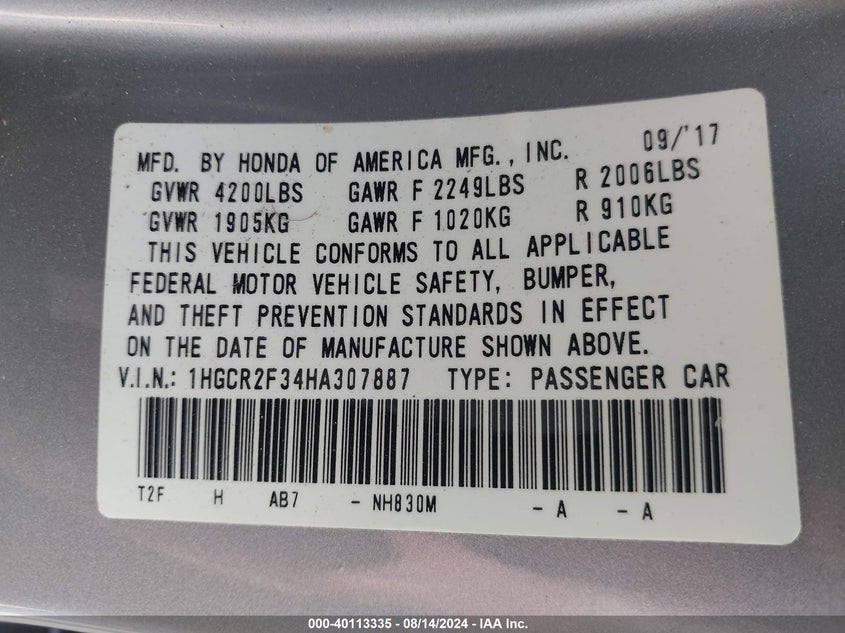 MFD. BY HONDA OF AMERICA MFG., INC. 09/'17
GVWR 4200LBS GAWR F 2249LBS R 2006LBS
GVWR 1905KG GAWR F 1020KG R 910KG
THIS VEHICLE CONFORMS TO ALL APPLICABLE
FEDERAL MOTOR VEHICLE SAFETY, BUMPER,
AND THEFT PREVENTION STANDARDS IN EFFECT
ON THE DATE OF MANUFACTURE SHOWN ABOVE.
V.I.N.: 1HGCR2F34HA307887 TYPE: PASSENGER CAR
T2F H AB7 - NH830M - A - A
000-40113335 - 08/14/2024 - IAA Inc.